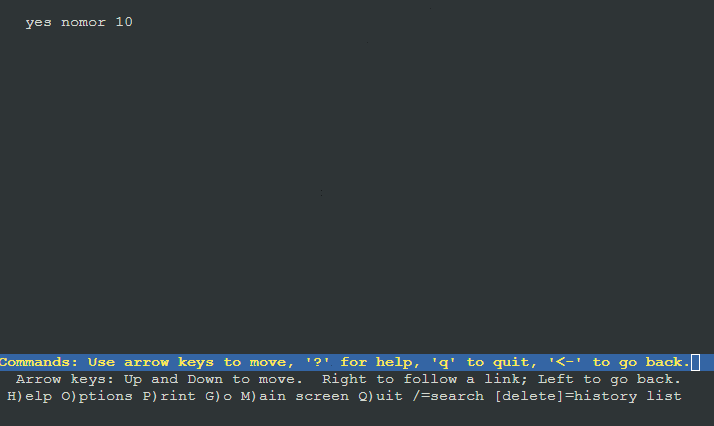 yes nomor 10
Commands: Use arrow keys to move, '?' for help, 'q' to quit, '<-' to go back.
Arrow keys: Up and Down to move.  Right to follow a link; Left to go back.
H)elp O)ptions P)rint G)o M)ain screen Q)uit /=search [delete]=history list